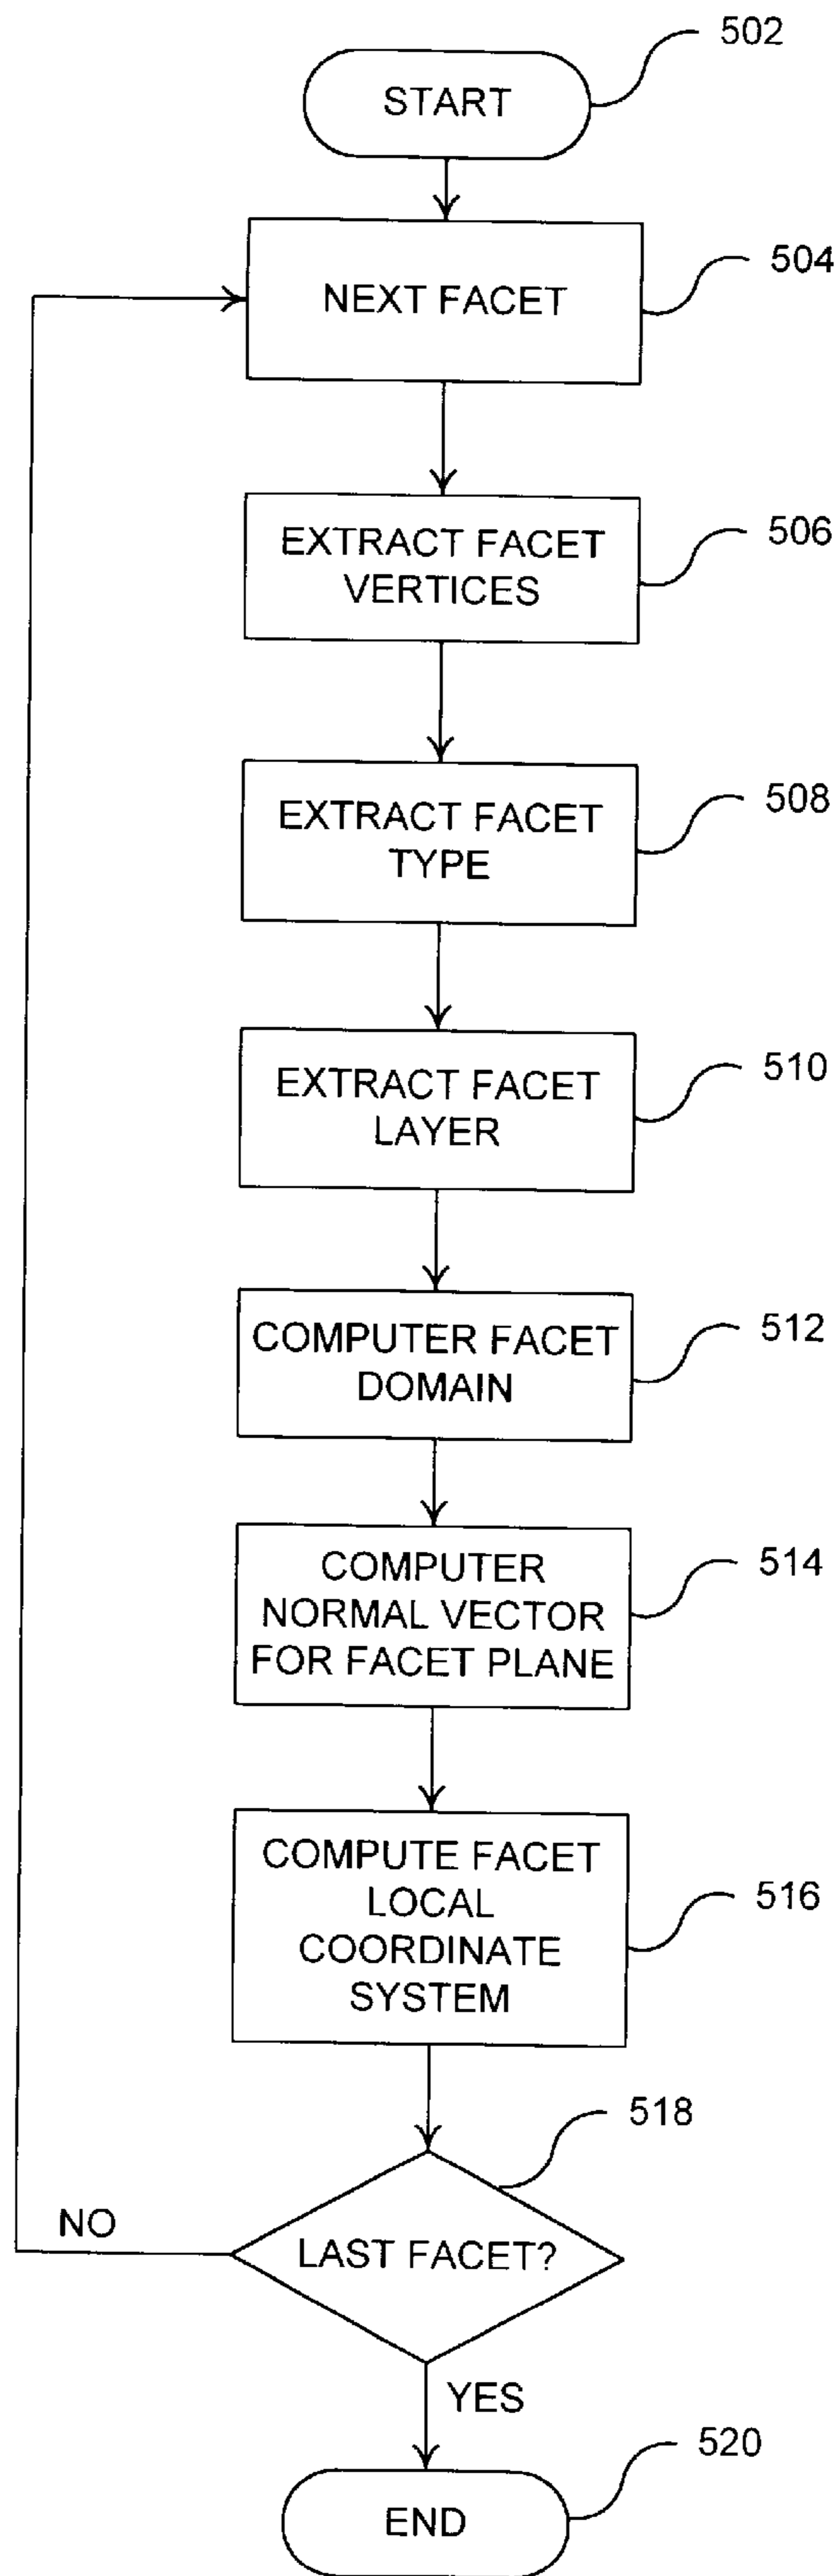 502
START
504
NEXT FACET
506
EXTRACT FACET
VERTICES
508
EXTRACT FACET
TYPE
510
EXTRACT FACET
LAYER
512
COMPUTER FACET
DOMAIN
514
COMPUTER
NORMAL VECTOR
FOR FACET PLANE
516
COMPUTE FACET
LOCAL
COORDINATE
SYSTEM
518
LAST FACET?
NO
YES
520
END